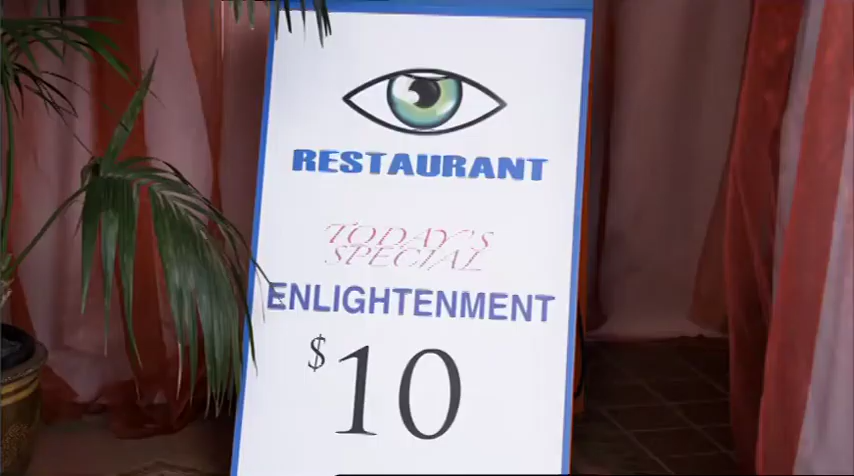 RESTAURANT
TODAY'S
SPECIAL
ENLIGHTENMENT
$10